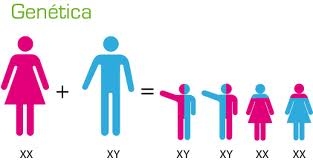 Genética
+ =
XX XY XY XY XX XX